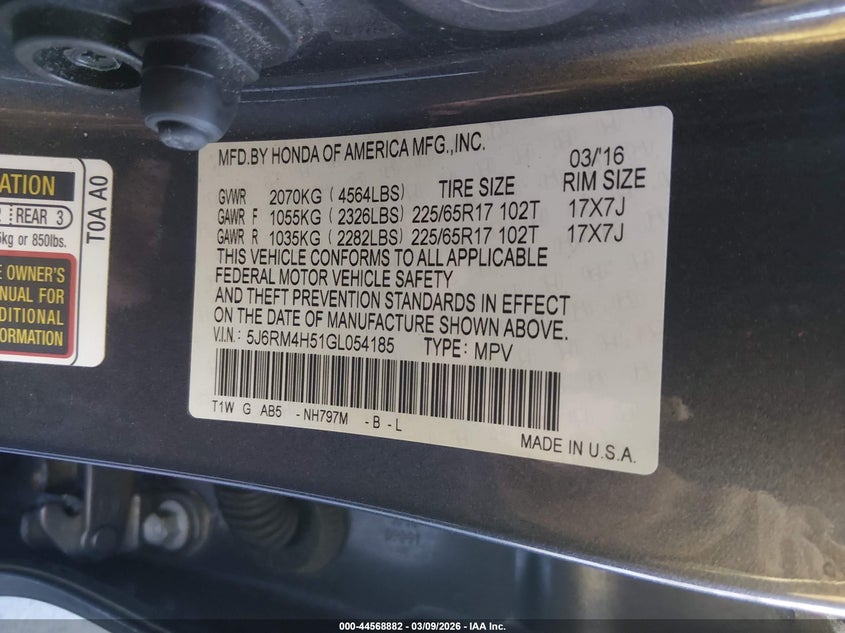 MFD.BY HONDA OF AMERICA MFG.,INC. 03/'16
GVWR 2070KG (4564LBS) TIRE SIZE RIM SIZE
GAWR F 1055KG (2326LBS) 225/65R17 102T 17X7J
GAWR R 1035KG (2282LBS) 225/65R17 102T 17X7J
THIS VEHICLE CONFORMS TO ALL APPLICABLE
FEDERAL MOTOR VEHICLE SAFETY
AND THEFT PREVENTION STANDARDS IN EFFECT
ON THE DATE OF MANUFACTURE SHOWN ABOVE.
V.I.N.: 5J6RM4H51GL054185 TYPE: MPV
T1W G AB5 -NH797M -B -L
MADE IN U.S.A.
ATION
REAR 3
kg or 850lbs.
OWNER'S
FOR
T0A A0
000-44568882 / 03/09/2026 - IAA Inc.